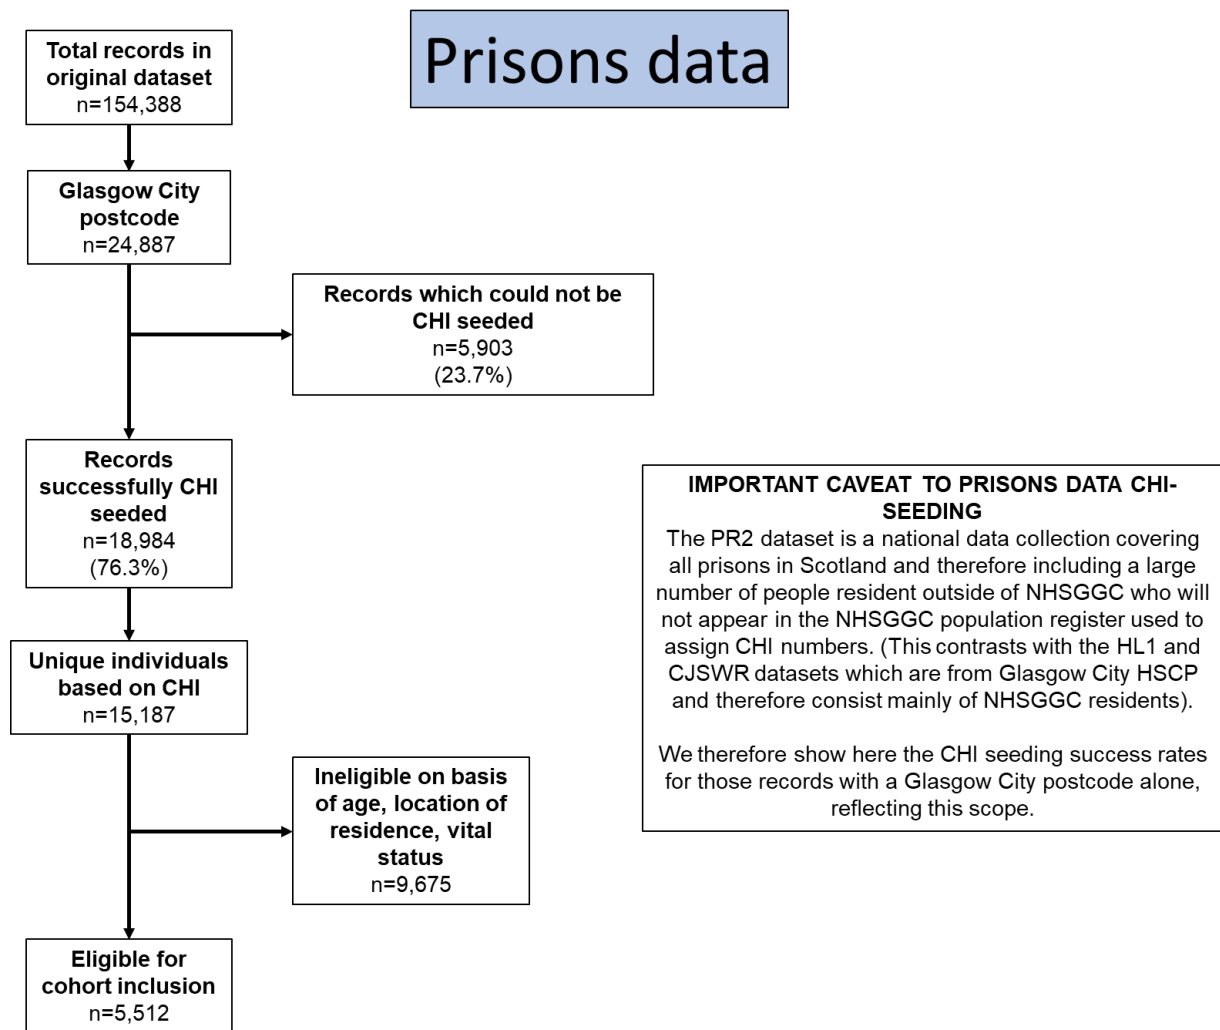 Prisons data
Total records in
original dataset
n=154,388
Glasgow City
postcode
n=24,887
Records which could not be
CHI seeded
n=5,903
(23.7%)
Records
successfully CHI
seeded
n=18,984
(76.3%)
Unique individuals
based on CHI
n=15,187
Ineligible on basis
of age, location of
residence, vital
status
n=9,675
Eligible for
cohort inclusion
n=5,512
IMPORTANT CAVEAT TO PRISONS DATA CHI-
SEEDING
The PR2 dataset is a national data collection covering
all prisons in Scotland and therefore including a large
number of people resident outside of NHSGGC who will
not appear in the NHSGGC population register used to
assign CHI numbers. (This contrasts with the HL1 and
CJSWR datasets which are from Glasgow City HSCP
and therefore consist mainly of NHSGGC residents).
We therefore show here the CHI seeding success rates
for those records with a Glasgow City postcode alone,
reflecting this scope.